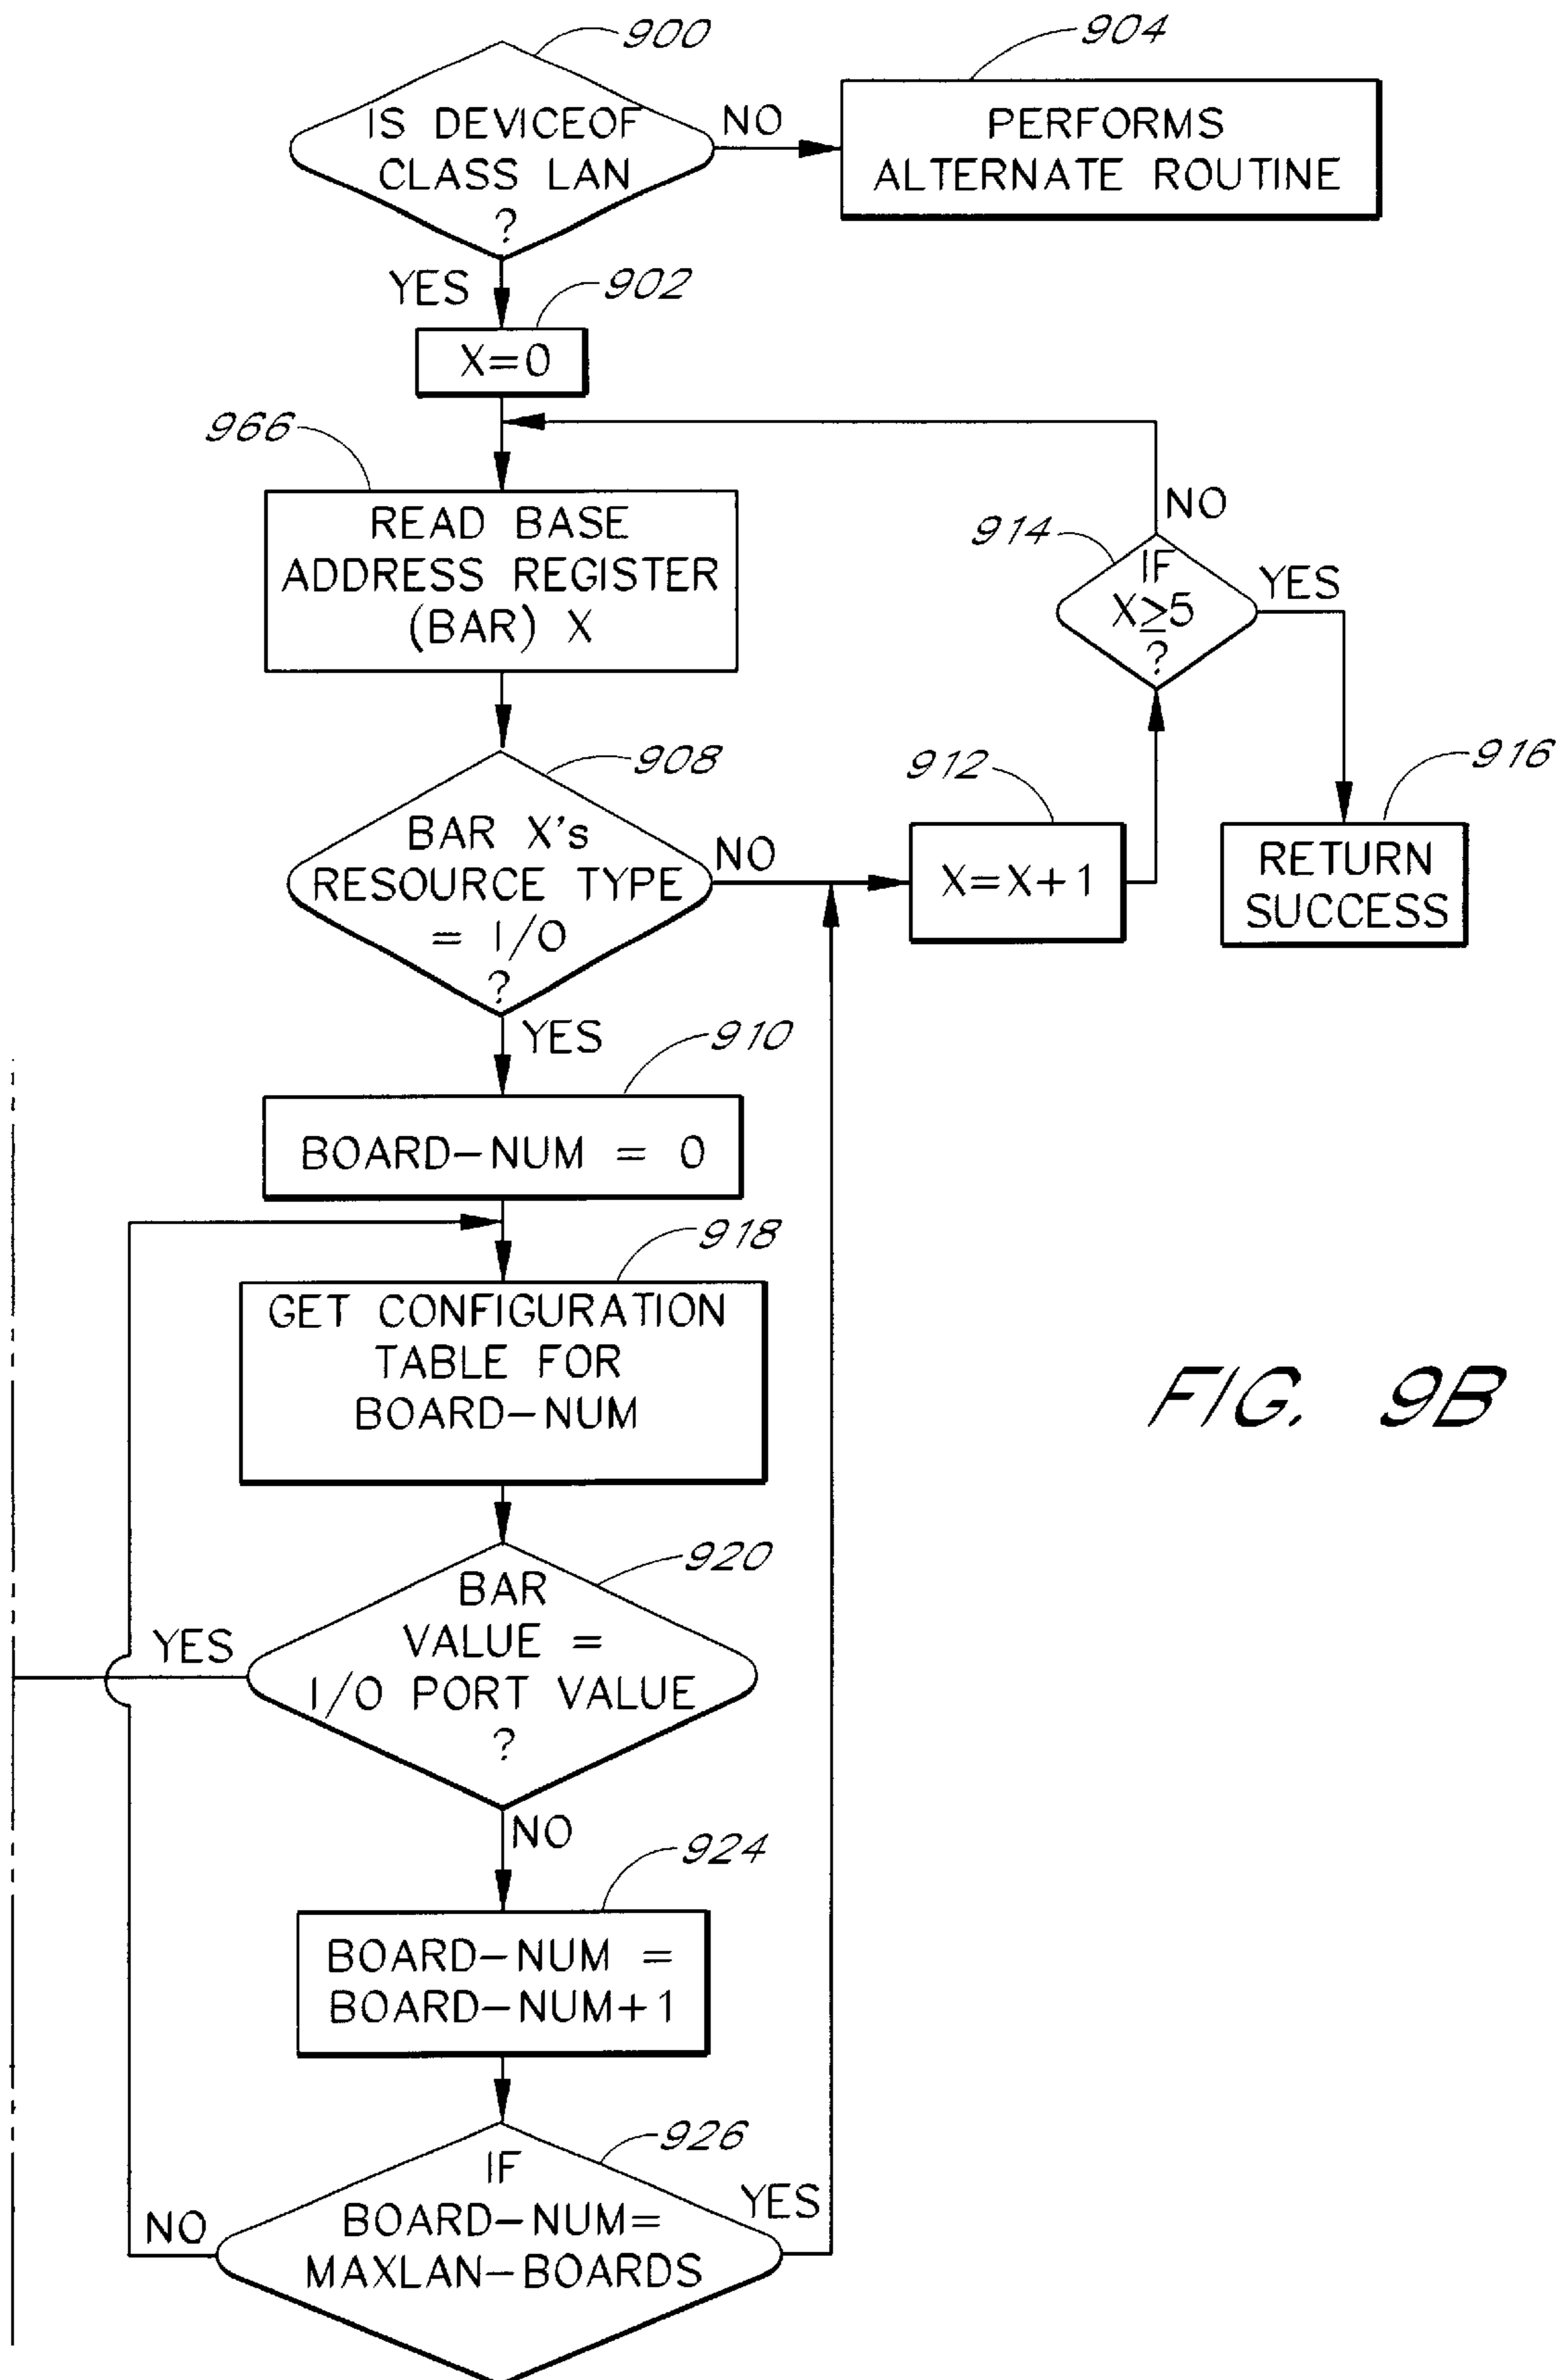 900
IS DEVICEOF
CLASS LAN
?
NO
904
PERFORMS
ALTERNATE ROUTINE
YES
902
X=0
966
READ BASE
ADDRESS REGISTER
(BAR) X
NO
914
IF
X≥5
?
YES
908
BAR X's
RESOURCE TYPE
= I/O
?
NO
912
X=X+1
916
RETURN
SUCCESS
YES
910
BOARD-NUM = 0
918
GET CONFIGURATION
TABLE FOR
BOARD-NUM
FIG. 9B
920
BAR
VALUE =
I/O PORT VALUE
?
YES
NO
924
BOARD-NUM =
BOARD-NUM+1
926
IF
BOARD-NUM=
MAXLAN-BOARDS
NO
YES